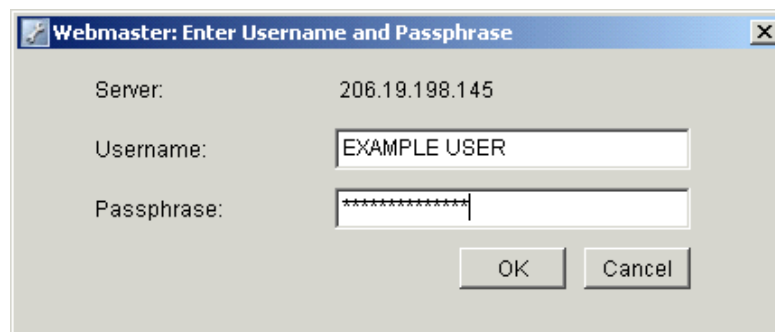 Webmaster: Enter Username and Passphrase
Server: 206.19.198.145
Username: EXAMPLE USER
Passphrase: **************
OK Cancel